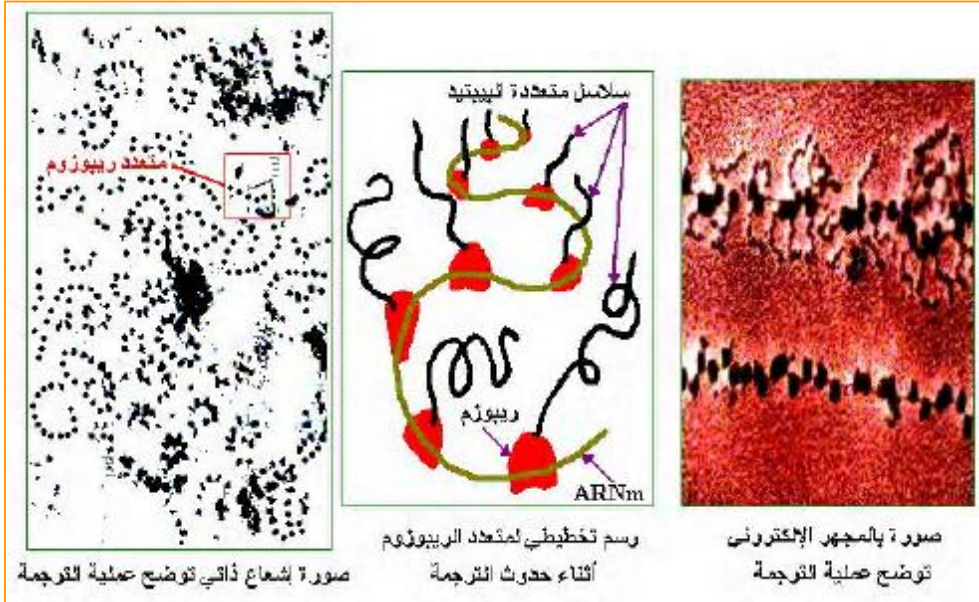 سلاسل متعددة الببتيد
متعدد ريبوزوم
ريبوزم
ARNm
صورة بالمجهر الإلكتروني
توضح عملية الترجمة
رسم تخطيطي لمتعدد الريبوزوم
أثناء حدوث الترجمة
صورة إشعاع ذاتي توضح عملية الترجمة